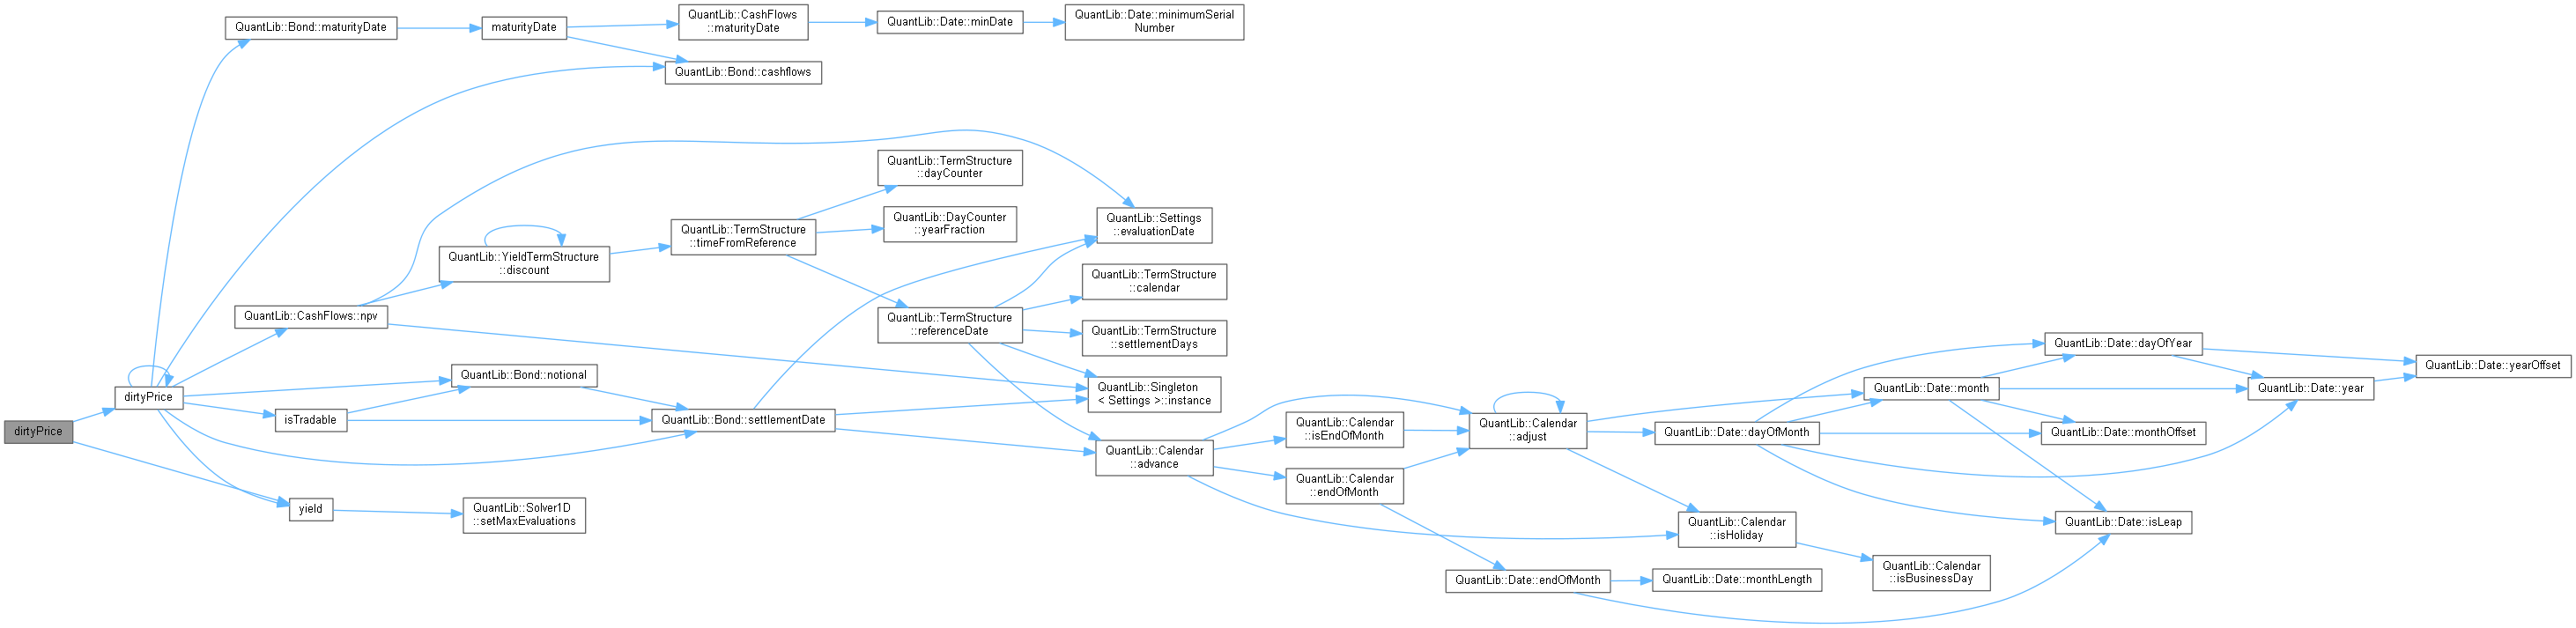 QuantLib::Bond::maturityDate
maturityDate
QuantLib::CashFlows
::maturityDate
QuantLib::Date::minDate
QuantLib::Date::minimumSerial
Number
QuantLib::Bond::cashflows
QuantLib::TermStructure
::dayCounter
QuantLib::DayCounter
::yearFraction
QuantLib::Settings
::evaluationDate
QuantLib::TermStructure
::timeFromReference
QuantLib::YieldTermStructure
::discount
QuantLib::TermStructure
::calendar
QuantLib::CashFlows::npv
QuantLib::TermStructure
::referenceDate
QuantLib::TermStructure
::settlementDays
QuantLib::Date::dayOfYear
QuantLib::Date::yearOffset
QuantLib::Bond::notional
QuantLib::Singleton
< Settings >::instance
QuantLib::Date::month
QuantLib::Date::year
dirtyPrice
isTradable
QuantLib::Bond::settlementDate
QuantLib::Calendar
::isEndOfMonth
QuantLib::Calendar
::adjust
QuantLib::Date::dayOfMonth
QuantLib::Date::monthOffset
dirtyPrice
QuantLib::Calendar
::advance
QuantLib::Calendar
::endOfMonth
yield
QuantLib::Solver1D
::setMaxEvaluations
QuantLib::Calendar
::isHoliday
QuantLib::Date::isLeap
QuantLib::Calendar
::isBusinessDay
QuantLib::Date::endOfMonth
QuantLib::Date::monthLength